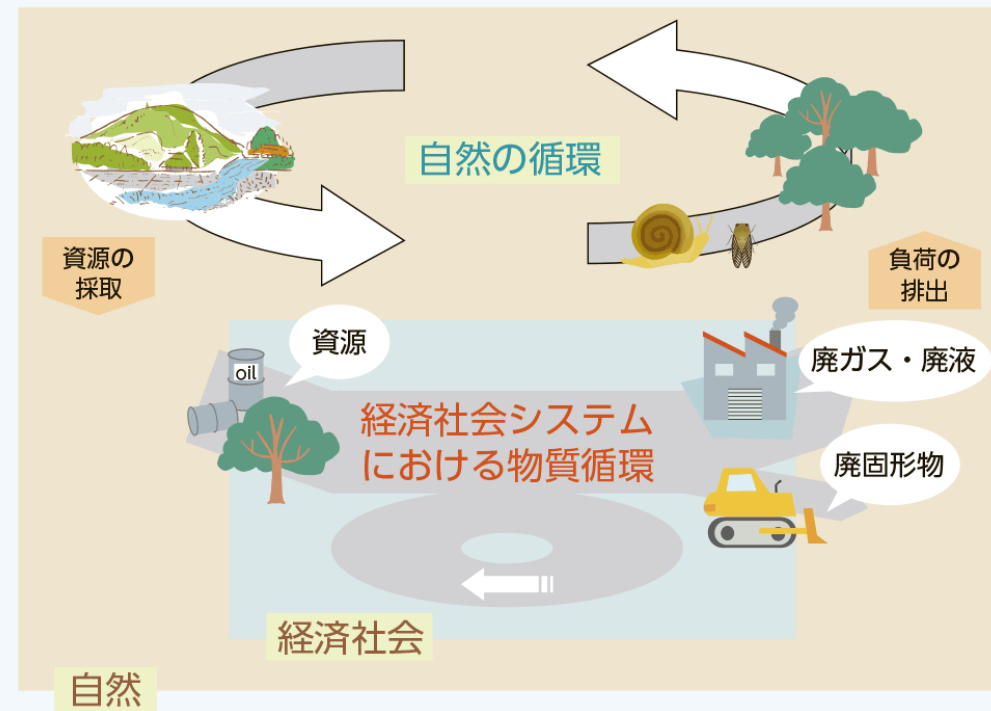 自然の循環
資源の
採取
負荷の
排出
資源
oil
廃ガス・廃液
経済社会システム
における物質循環
廃固形物
経済社会
自然